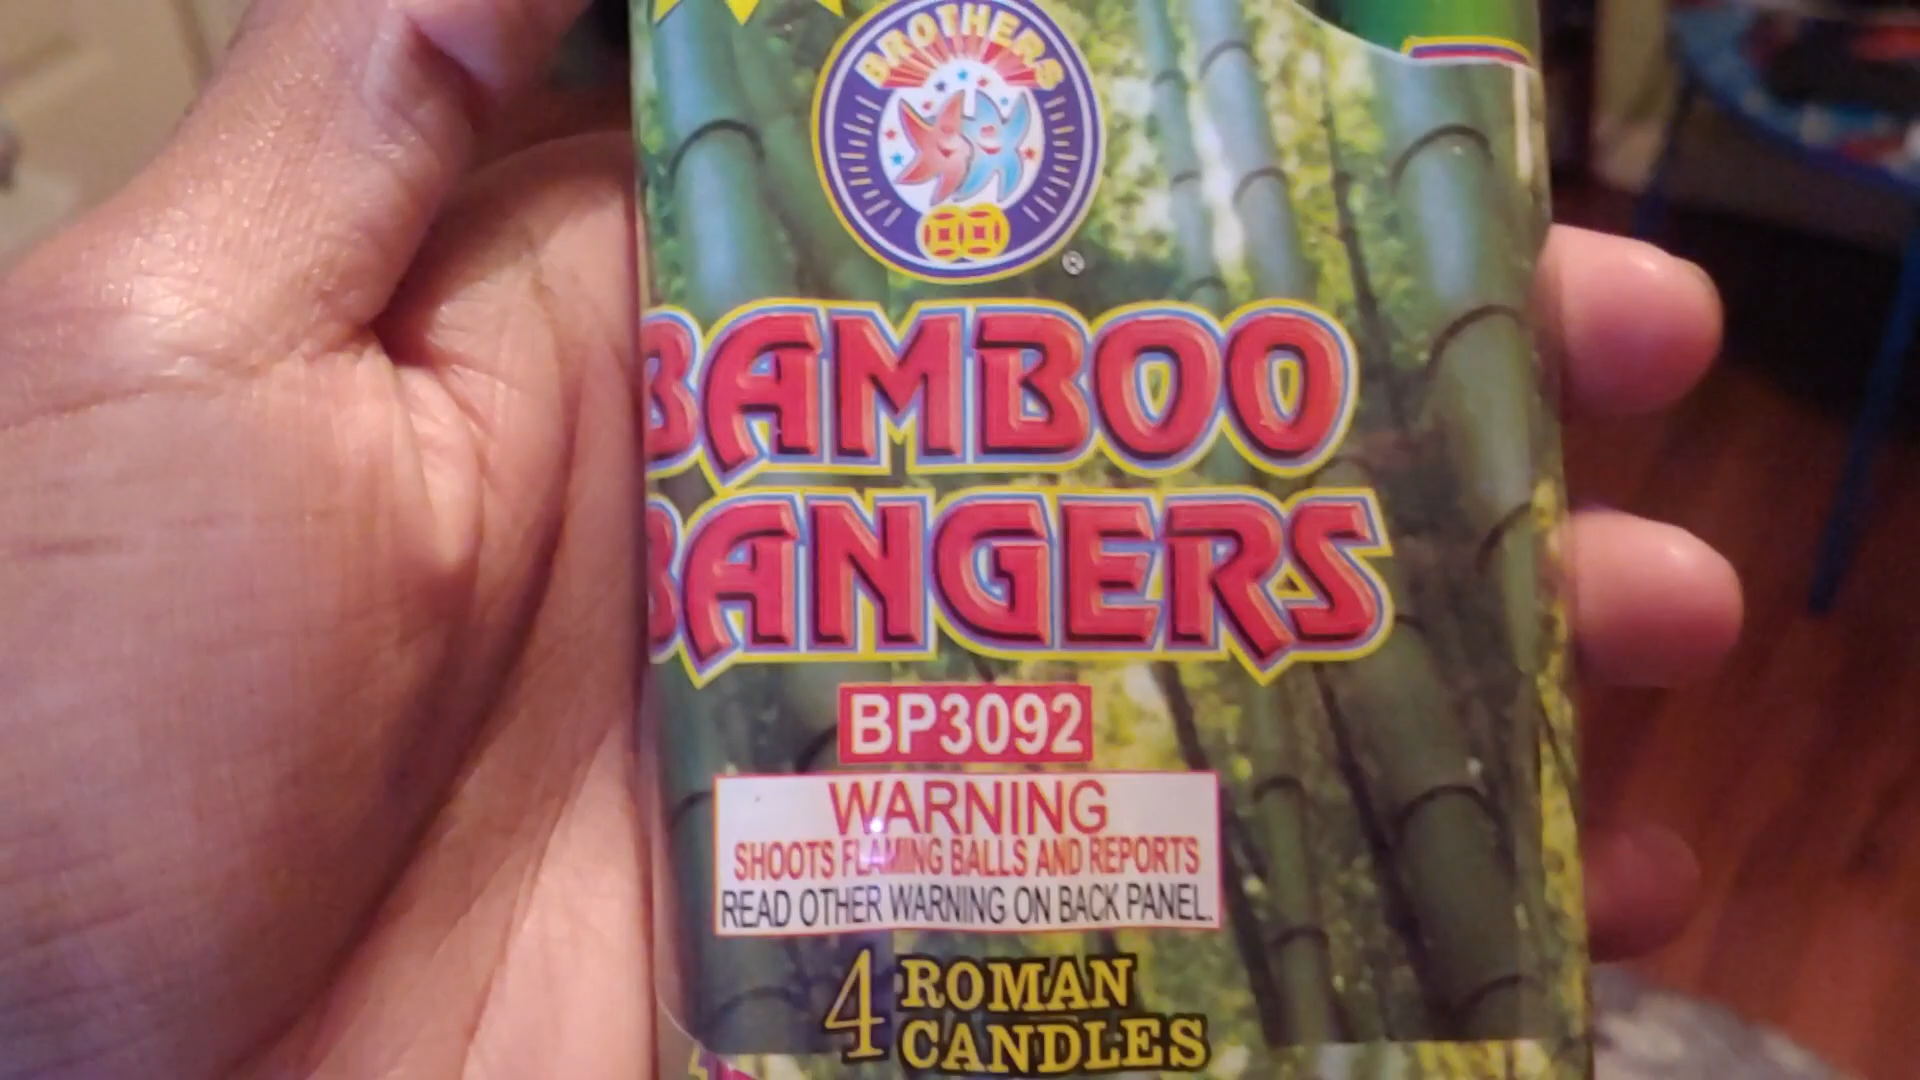 BROTHERS
®
BAMBOO
BANGERS
BP3092
WARNING
SHOOTS FLAMING BALLS AND REPORTS
READ OTHER WARNING ON BACK PANEL.
4 ROMAN
CANDLES